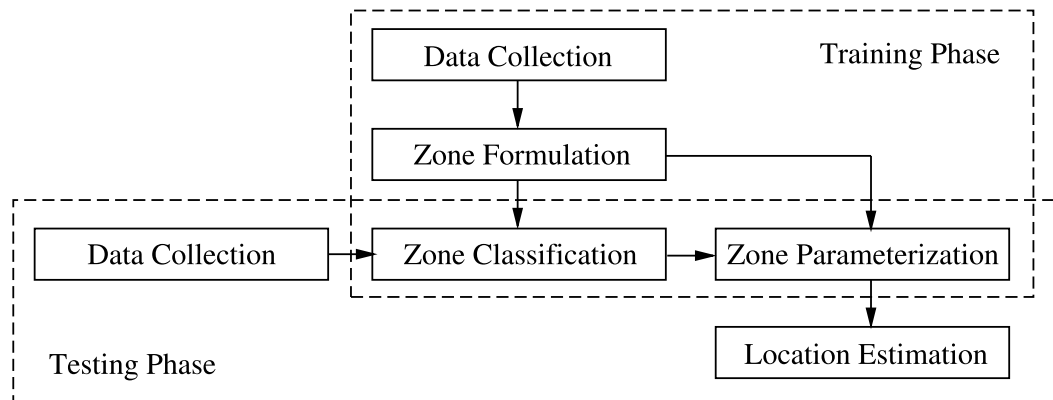 Data Collection
Training Phase
Zone Formulation
Data Collection
Zone Classification
Zone Parameterization
Location Estimation
Testing Phase